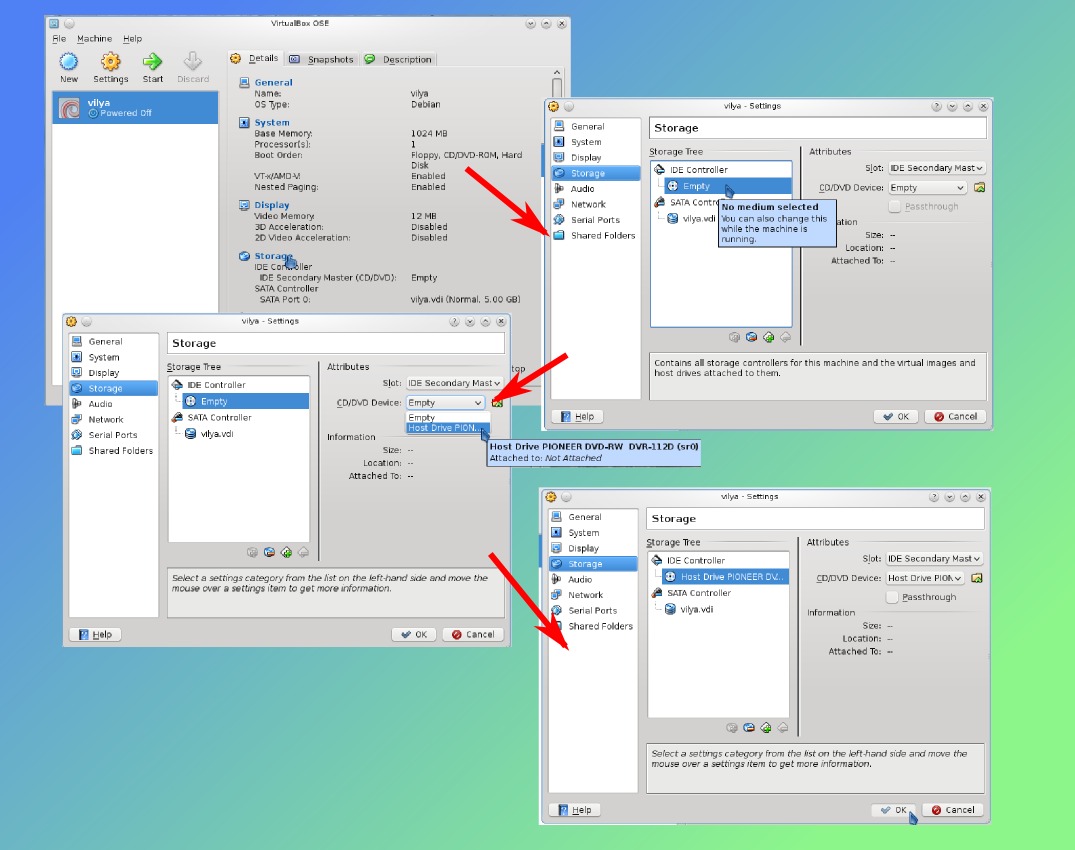 VirtualBox OSE
File Machine Help
New Settings Start Discard
Details Snapshots Description
vilya
Powered Off
General
Name: vilya
OS Type: Debian
System
Base Memory: 1024 MB
Processor(s): 1
Boot Order: Floppy, CD/DVD-ROM, Hard
Disk
VT-x/AMD-V: Enabled
Nested Paging: Enabled
Display
Video Memory: 12 MB
3D Acceleration: Disabled
2D Video Acceleration: Disabled
Storage
IDE Controller
IDE Secondary Master (CD/DVD): Empty
SATA Controller
SATA Port 0: vilya.vdi (Normal, 5.00 GB)
top
vilya - Settings
General
System
Display
Storage
Audio
Network
Serial Ports
Shared Folders
Storage
Storage Tree
IDE Controller
Empty
SATA Contro
vilya.vdi
No medium selected
You can also change this
while the machine is
running.
Attributes
Slot: IDE Secondary Mast
CD/DVD Device: Empty
Passthrough
ation
Size: --
Location: --
Attached To: --
Contains all storage controllers for this machine and the virtual images and
host drives attached to them.
Help OK Cancel
vilya - Settings
General
System
Display
Storage
Audio
Network
Serial Ports
Shared Folders
Storage
Storage Tree
IDE Controller
Empty
SATA Controller
vilya.vdi
Attributes
Slot: IDE Secondary Mast
CD/DVD Device: Empty
Empty
Host Drive PION...
Information
Host Drive PIONEER DVD-RW DVR-112D (sr0)
Attached to: Not Attached
Size: --
Location: --
Attached To: --
Select a settings category from the list on the left-hand side and move the
mouse over a settings item to get more information.
Help OK Cancel
vilya - Settings
General
System
Display
Storage
Audio
Network
Serial Ports
Shared Folders
Storage
Storage Tree
IDE Controller
Host Drive PIONEER DV...
SATA Controller
vilya.vdi
Attributes
Slot: IDE Secondary Mast
CD/DVD Device: Host Drive PION
Passthrough
Information
Size: --
Location: --
Attached To: --
Select a settings category from the list on the left-hand side and move the
mouse over a settings item to get more information.
Help OK Cancel